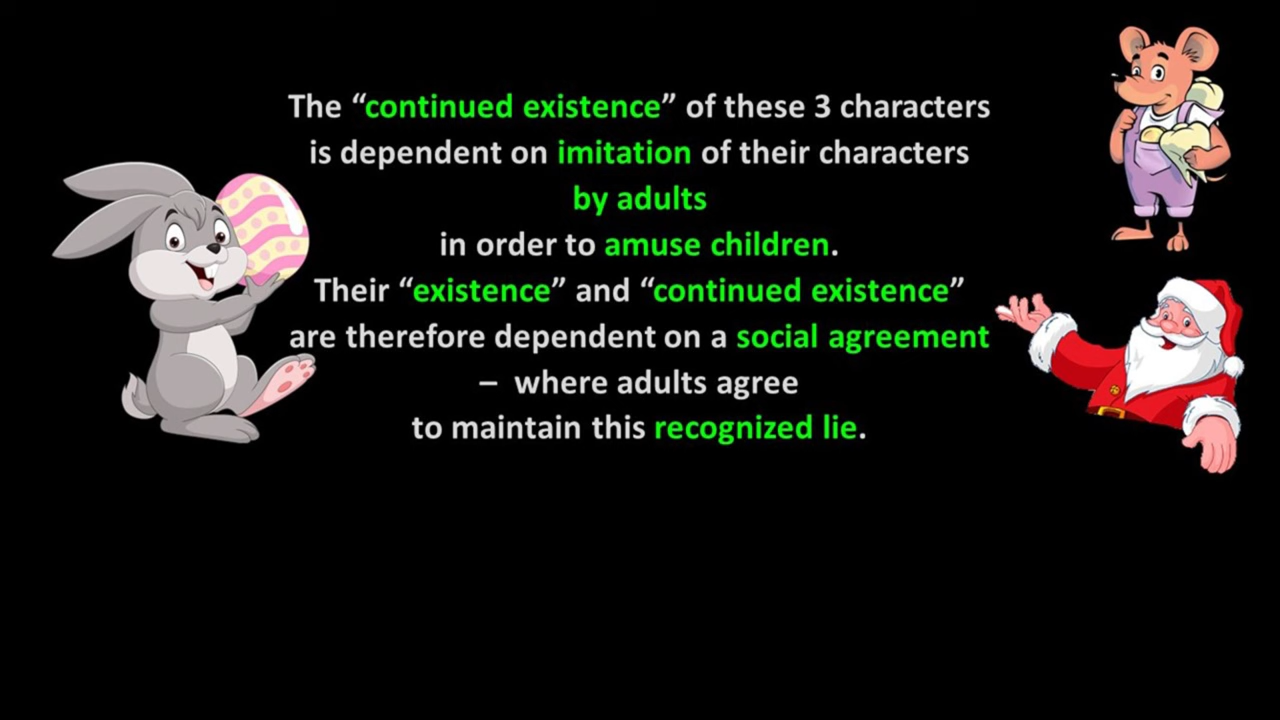 The “continued existence” of these 3 characters
is dependent on imitation of their characters
by adults
in order to amuse children.
Their “existence” and “continued existence”
are therefore dependent on a social agreement
– where adults agree
to maintain this recognized lie.